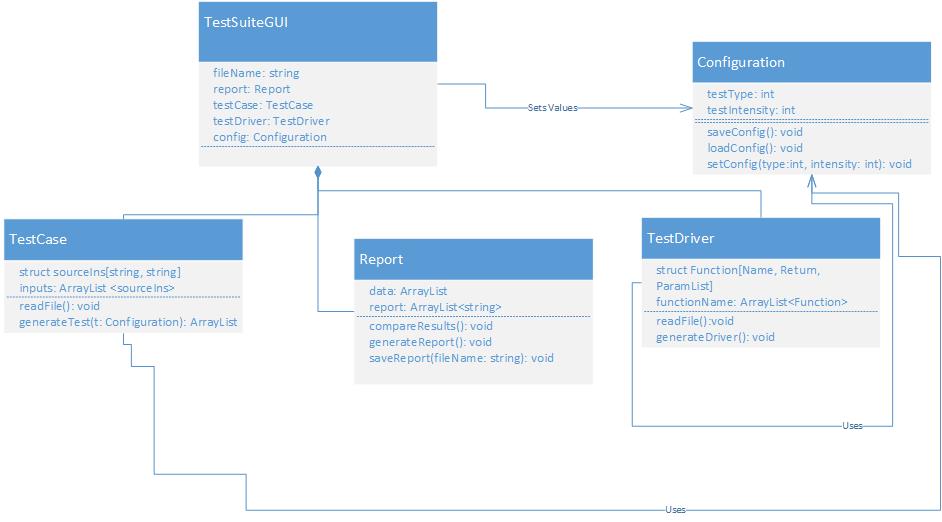 TestSuiteGUI
fileName: string
report: Report
testCase: TestCase
testDriver: TestDriver
config: Configuration
Sets Values
Configuration
testType: int
testIntensity: int
saveConfig(): void
loadConfig(): void
setConfig(type:int, intensity: int): void
TestCase
struct sourceIns[string, string]
inputs: ArrayList <sourceIns>
readFile(): void
generateTest(t: Configuration): ArrayList
Report
data: ArrayList
report: ArrayList<string>
compareResults(): void
generateReport(): void
saveReport(fileName: string): void
TestDriver
struct Function[Name, Return,
ParamList]
functionName: ArrayList<Function>
readFile():void
generateDriver(): void
Uses
Uses